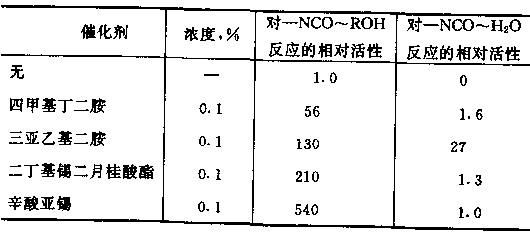 催化剂 浓度,% 对—NCO~ROH 反应的相对活性 对—NCO~H₂O 反应的相对活性
无 — 1.0 0
四甲基丁二胺 0.1 56 1.6
三亚乙基二胺 0.1 130 27
二丁基锡二月桂酸酯 0.1 210 1.3
辛酸亚锡 0.1 540 1.0